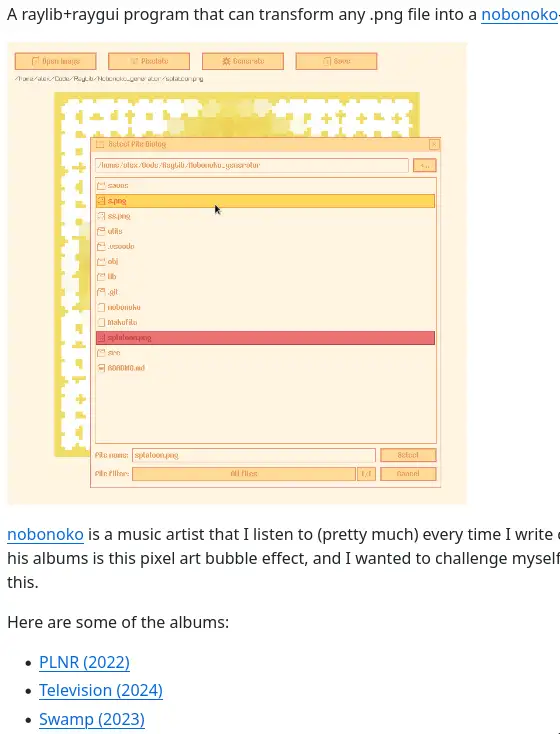 A raylib+raygui program that can transform any .png file into a nobonoko-
Open Image Pixelate Generate Save
/home/alex/Code/RayLib/Nobonoko_generator/splatoon.png
Select File Dialog
/home/alex/Code/RayLib/Nobonoko_generator
< ..
saves
s.png
ss.png
utils
.vscode
obj
lib
.git
nobonoko
Makefile
splatoon.png
src
README.md
File name: splatoon.png Select
File filter: All files 1/1 Cancel
nobonoko is a music artist that I listen to (pretty much) every time I write
his albums is this pixel art bubble effect, and I wanted to challenge myself
this.
Here are some of the albums:
• PLNR (2022)
• Television (2024)
• Swamp (2023)